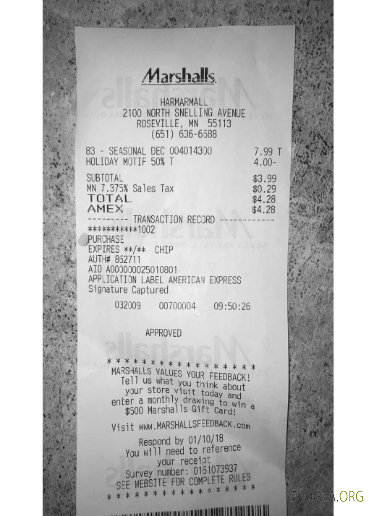 Marshalls.
HARMARMALL
2100 NORTH SNELLING AVENUE
ROSEVILLE, MN 55113
(651) 636-6688
83 - SEASONAL DEC 004014300 7.99 T
HOLIDAY MOTIF 50% T 4.00-
SUBTOTAL $3.99
MN 7.375% Sales Tax $0.29
TOTAL $4.28
AMEX $4.28
---------- TRANSACTION RECORD ----------
***********1002
PURCHASE
EXPIRES **/** CHIP
AUTH# 862711
AID A000000025010801
APPLICATION LABEL AMERICAN EXPRESS
Signature Captured
032009 00700004 09:50:26
APPROVED
* * * * * * * * * * * * * * * *
MARSHALLS VALUES YOUR FEEDBACK!
Tell us what you think about
your store visit today and
enter a monthly drawing to win a
$500 Marshalls Gift Card!
Visit www.MARSHALLSFEEDBACK.com
Respond by 01/10/18
You will need to reference
your receipt
Survey number: 0161073937
SEE WEBSITE FOR COMPLETE RULES
* * * * * * * * * * * * * * * *
.ORG